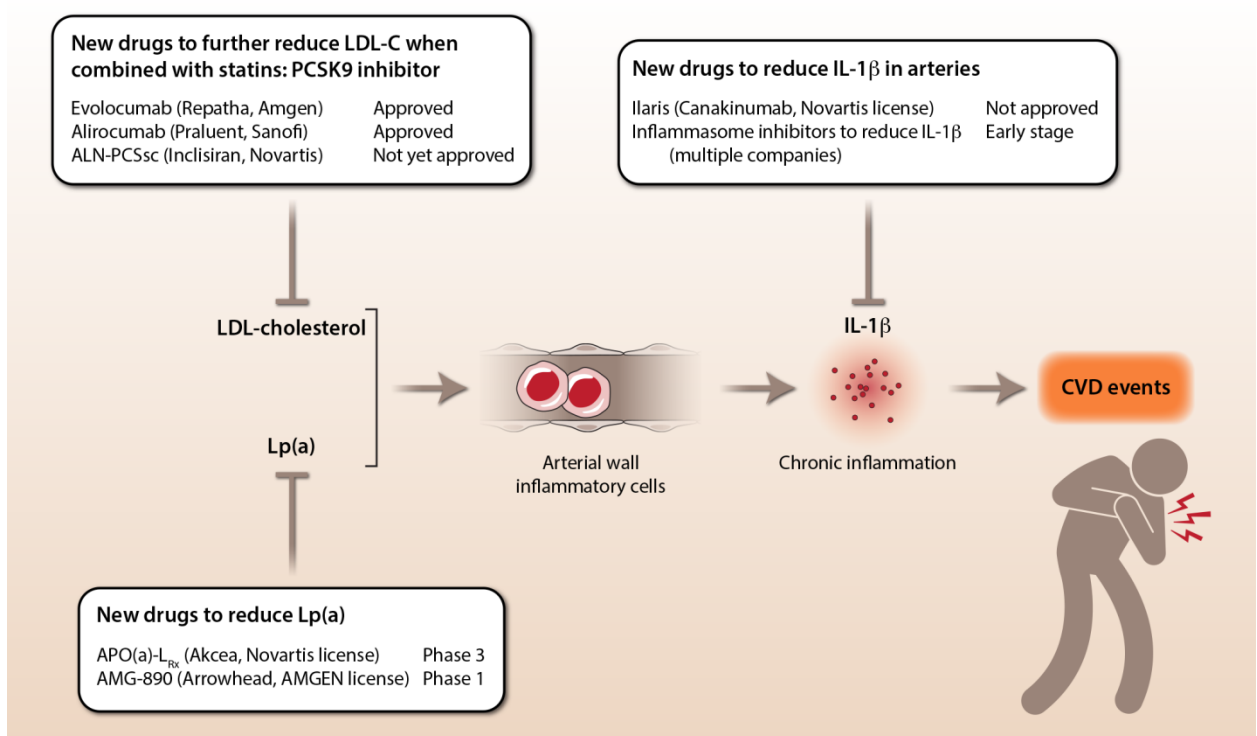 New drugs to further reduce LDL-C when
combined with statins: PCSK9 inhibitor
Evolocumab (Repatha, Amgen) Approved
Alirocumab (Praluent, Sanofi) Approved
ALN-PCSsc (Inclisiran, Novartis) Not yet approved
New drugs to reduce IL-1β in arteries
Ilaris (Canakinumab, Novartis license) Not approved
Inflammasome inhibitors to reduce IL-1β Early stage
(multiple companies)
LDL-cholesterol
Lp(a)
Arterial wall
inflammatory cells
IL-1β
Chronic inflammation
CVD events
New drugs to reduce Lp(a)
APO(a)-LRx (Akcea, Novartis license) Phase 3
AMG-890 (Arrowhead, AMGEN license) Phase 1